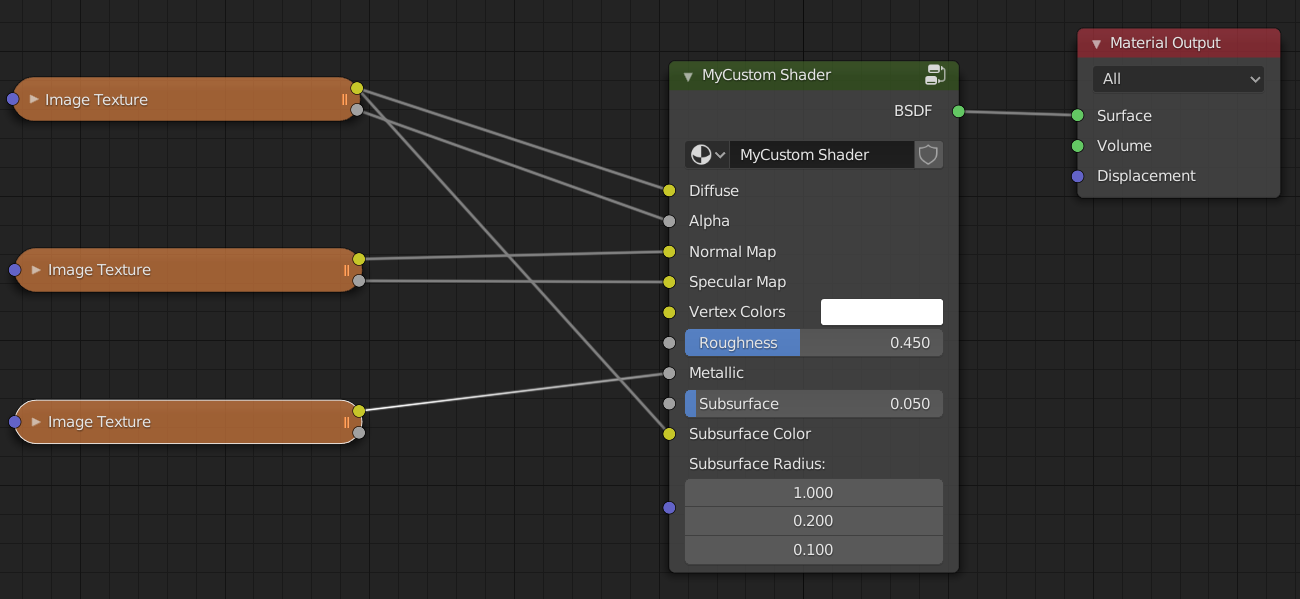 Image Texture
Image Texture
Image Texture
MyCustom Shader
BSDF
MyCustom Shader
Diffuse
Alpha
Normal Map
Specular Map
Vertex Colors
Roughness 0.450
Metallic
Subsurface 0.050
Subsurface Color
Subsurface Radius:
1.000
0.200
0.100
Material Output
All
Surface
Volume
Displacement